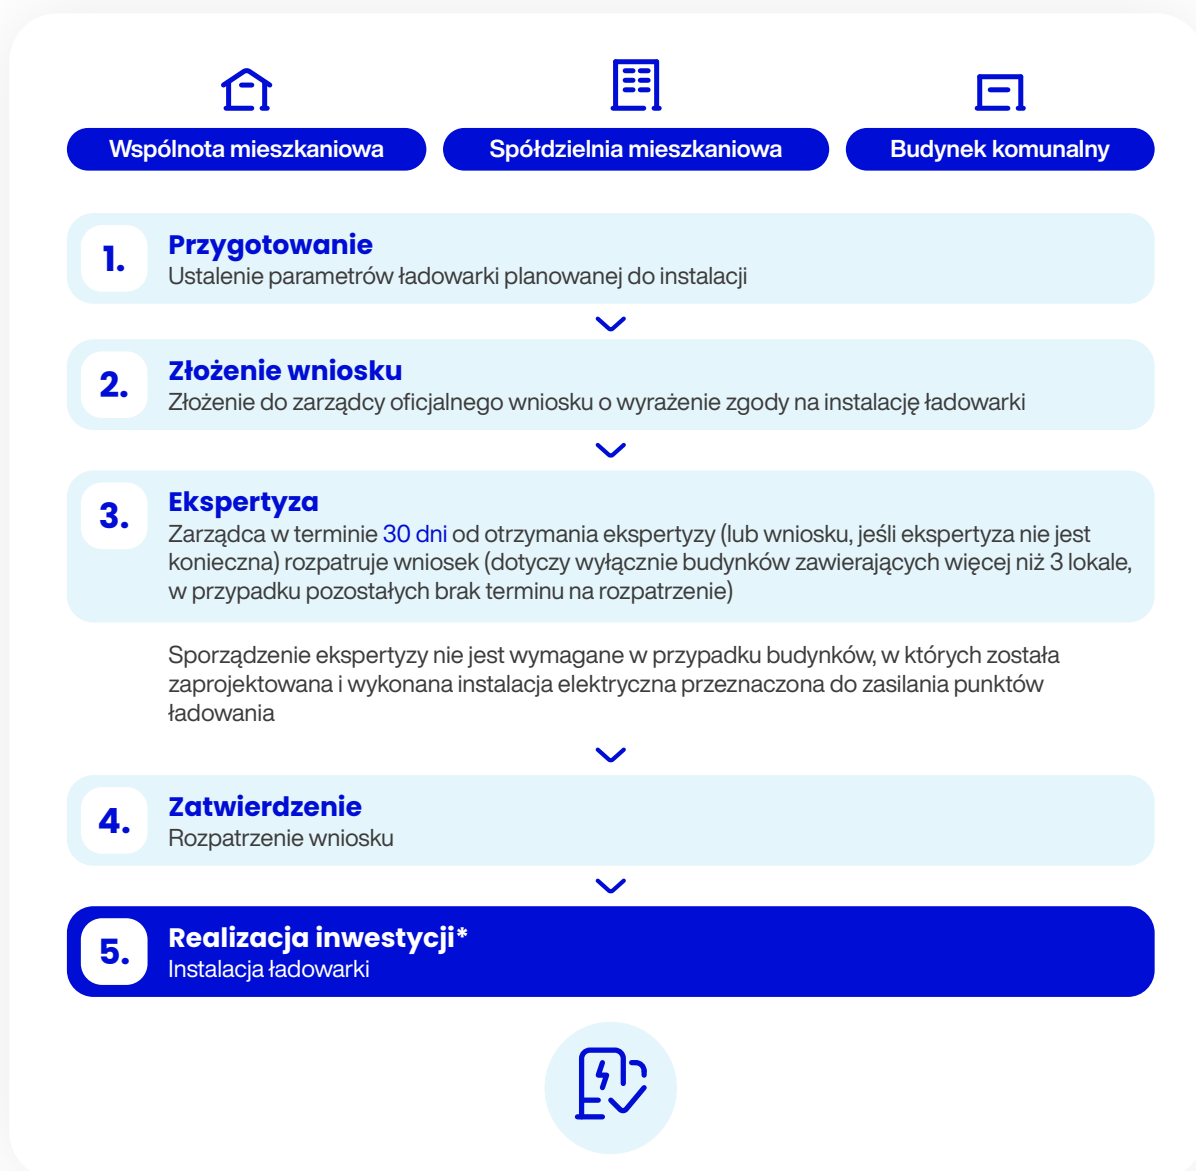 Wspólnota mieszkaniowa
Spółdzielnia mieszkaniowa
Budynek komunalny
1.
Przygotowanie
Ustalenie parametrów ładowarki planowanej do instalacji
2.
Złożenie wniosku
Złożenie do zarządcy oficjalnego wniosku o wyrażenie zgody na instalację ładowarki
3.
Ekspertyza
Zarządca w terminie 30 dni od otrzymania ekspertyzy (lub wniosku, jeśli ekspertyza nie jest
konieczna) rozpatruje wniosek (dotyczy wyłącznie budynków zawierających więcej niż 3 lokale,
w przypadku pozostałych brak terminu na rozpatrzenie)
Sporządzenie ekspertyzy nie jest wymagane w przypadku budynków, w których została
zaprojektowana i wykonana instalacja elektryczna przeznaczona do zasilania punktów
ładowania
4.
Zatwierdzenie
Rozpatrzenie wniosku
5.
Realizacja inwestycji*
Instalacja ładowarki